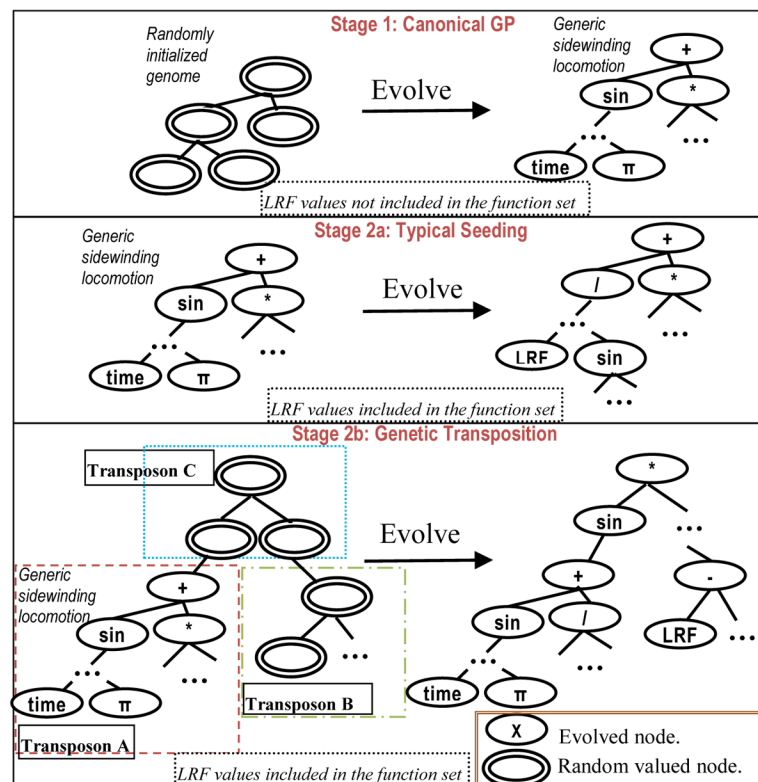 Stage 1: Canonical GP
Randomly
initialized
genome
Evolve
Generic
sidewinding
locomotion
+
sin
*
...
...
time
π
LRF values not included in the function set
Stage 2a: Typical Seeding
Generic
sidewinding
locomotion
+
sin
*
...
...
time
π
Evolve
+
/
*
...
...
LRF
sin
...
LRF values included in the function set
Stage 2b: Genetic Transposition
Transposon C
Generic
sidewinding
locomotion
+
sin
*
...
...
time
π
Transposon A
...
Transposon B
Evolve
*
sin
...
+
-
sin
/
LRF
...
...
...
time
π
LRF values included in the function set
X Evolved node.
Random valued node.